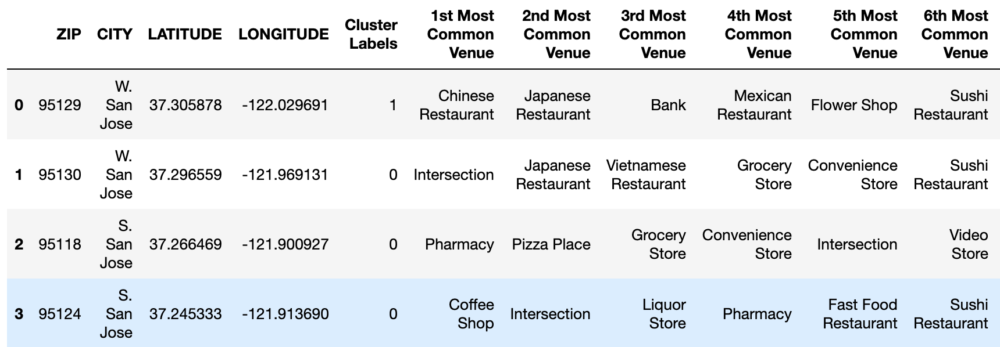 ZIP CITY LATITUDE LONGITUDE Cluster Labels 1st Most Common Venue 2nd Most Common Venue 3rd Most Common Venue 4th Most Common Venue 5th Most Common Venue 6th Most Common Venue
0 95129 W. San Jose 37.305878 -122.029691 1 Chinese Restaurant Japanese Restaurant Bank Mexican Restaurant Flower Shop Sushi Restaurant
1 95130 W. San Jose 37.296559 -121.969131 0 Intersection Japanese Restaurant Vietnamese Restaurant Grocery Store Convenience Store Sushi Restaurant
2 95118 S. San Jose 37.266469 -121.900927 0 Pharmacy Pizza Place Grocery Store Convenience Store Intersection Video Store
3 95124 S. San Jose 37.245333 -121.913690 0 Coffee Shop Intersection Liquor Store Pharmacy Fast Food Restaurant Sushi Restaurant